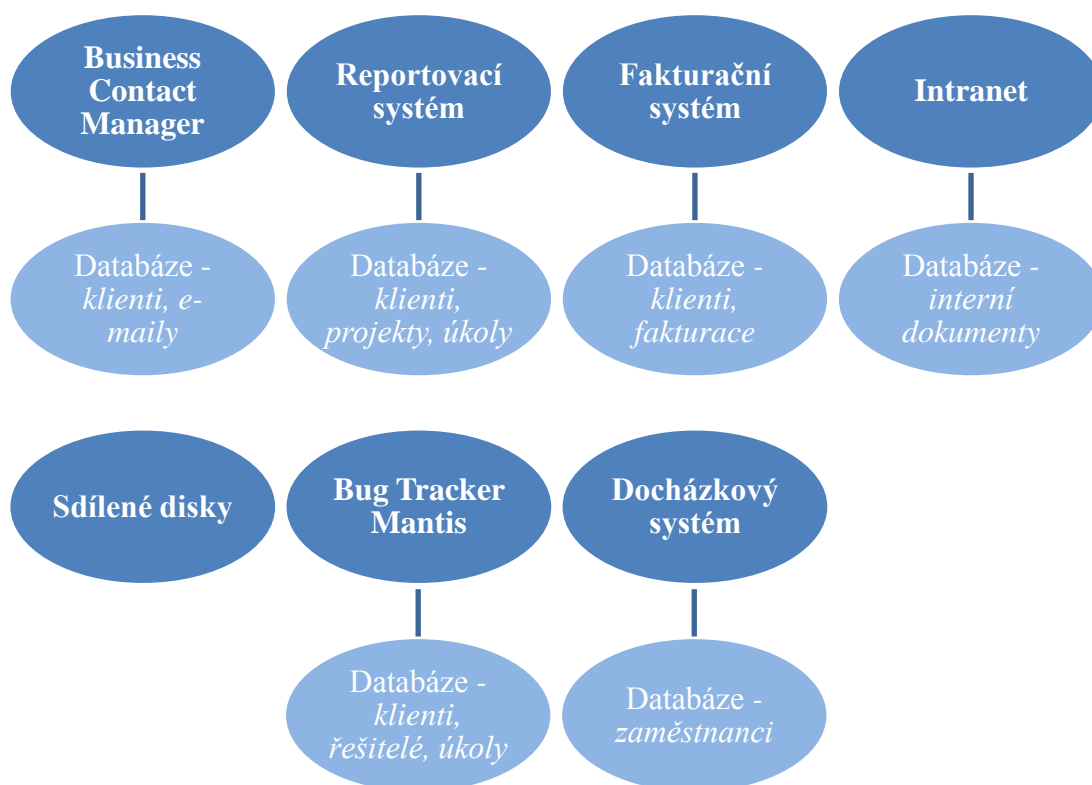 Business
Contact
Manager
Reportovací
systém
Fakturační
systém
Intranet
Databáze -
klienti, e-
maily
Databáze -
klienti,
projekty, úkoly
Databáze -
klienti,
fakturace
Databáze -
interní
dokumenty
Sdílené disky
Bug Tracker
Mantis
Docházkový
systém
Databáze -
klienti,
řešitelé, úkoly
Databáze -
zaměstnanci